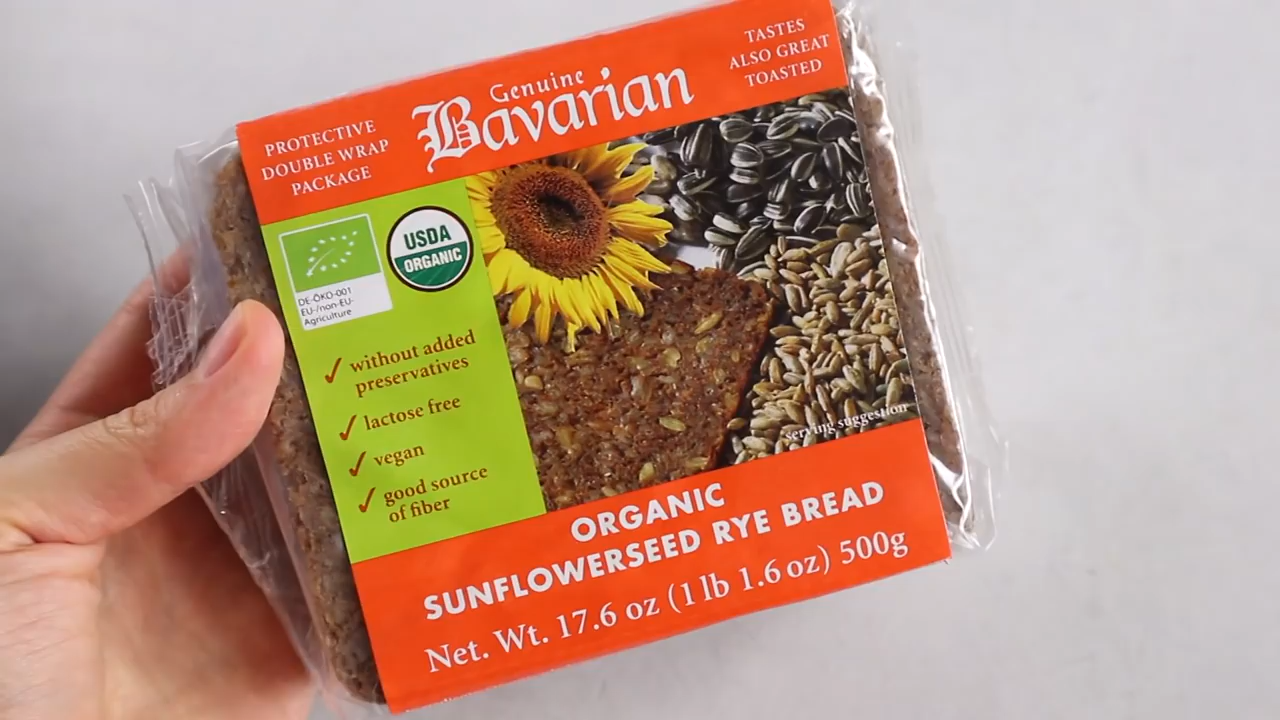 PROTECTIVE
DOUBLE WRAP
PACKAGE
Genuine
Bavarian
TASTES
ALSO GREAT
TOASTED
DE-ÖKO-001
EU-/non-EU-
Agriculture
USDA
ORGANIC
without added
preservatives
lactose free
vegan
good source
of fiber
serving suggestion
ORGANIC
SUNFLOWERSEED RYE BREAD
Net. Wt. 17.6 oz (1 lb 1.6 oz) 500g